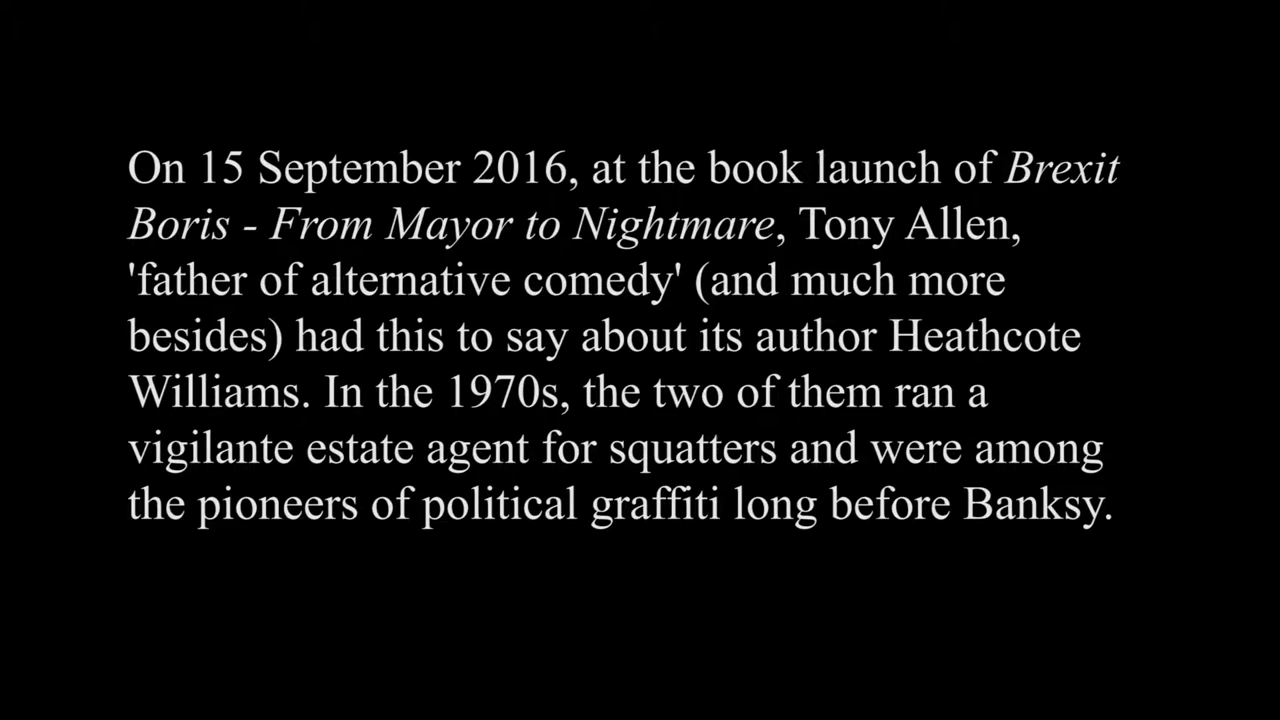 On 15 September 2016, at the book launch of Brexit
Boris - From Mayor to Nightmare, Tony Allen,
'father of alternative comedy' (and much more
besides) had this to say about its author Heathcote
Williams. In the 1970s, the two of them ran a
vigilante estate agent for squatters and were among
the pioneers of political graffiti long before Banksy.